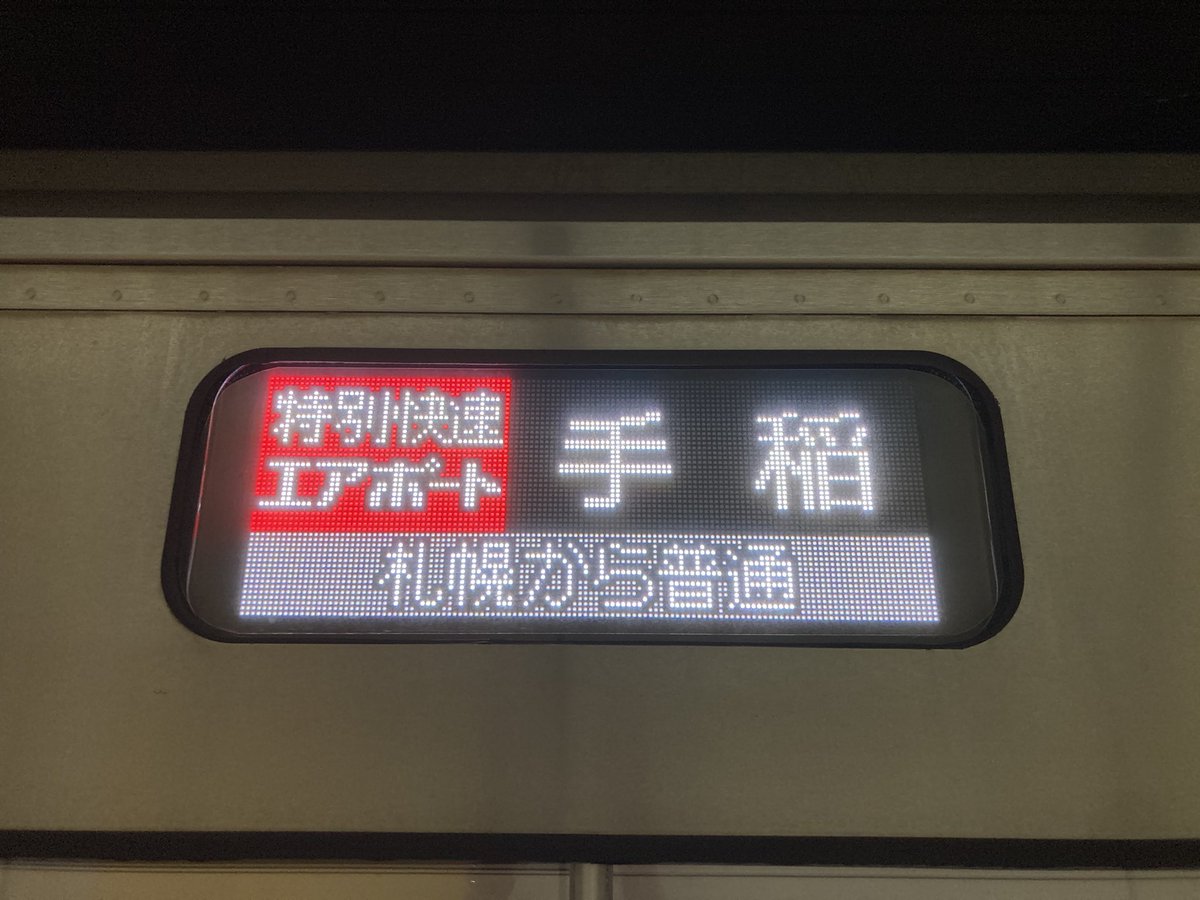 特別快速
エアポート
手稲
札幌から普通